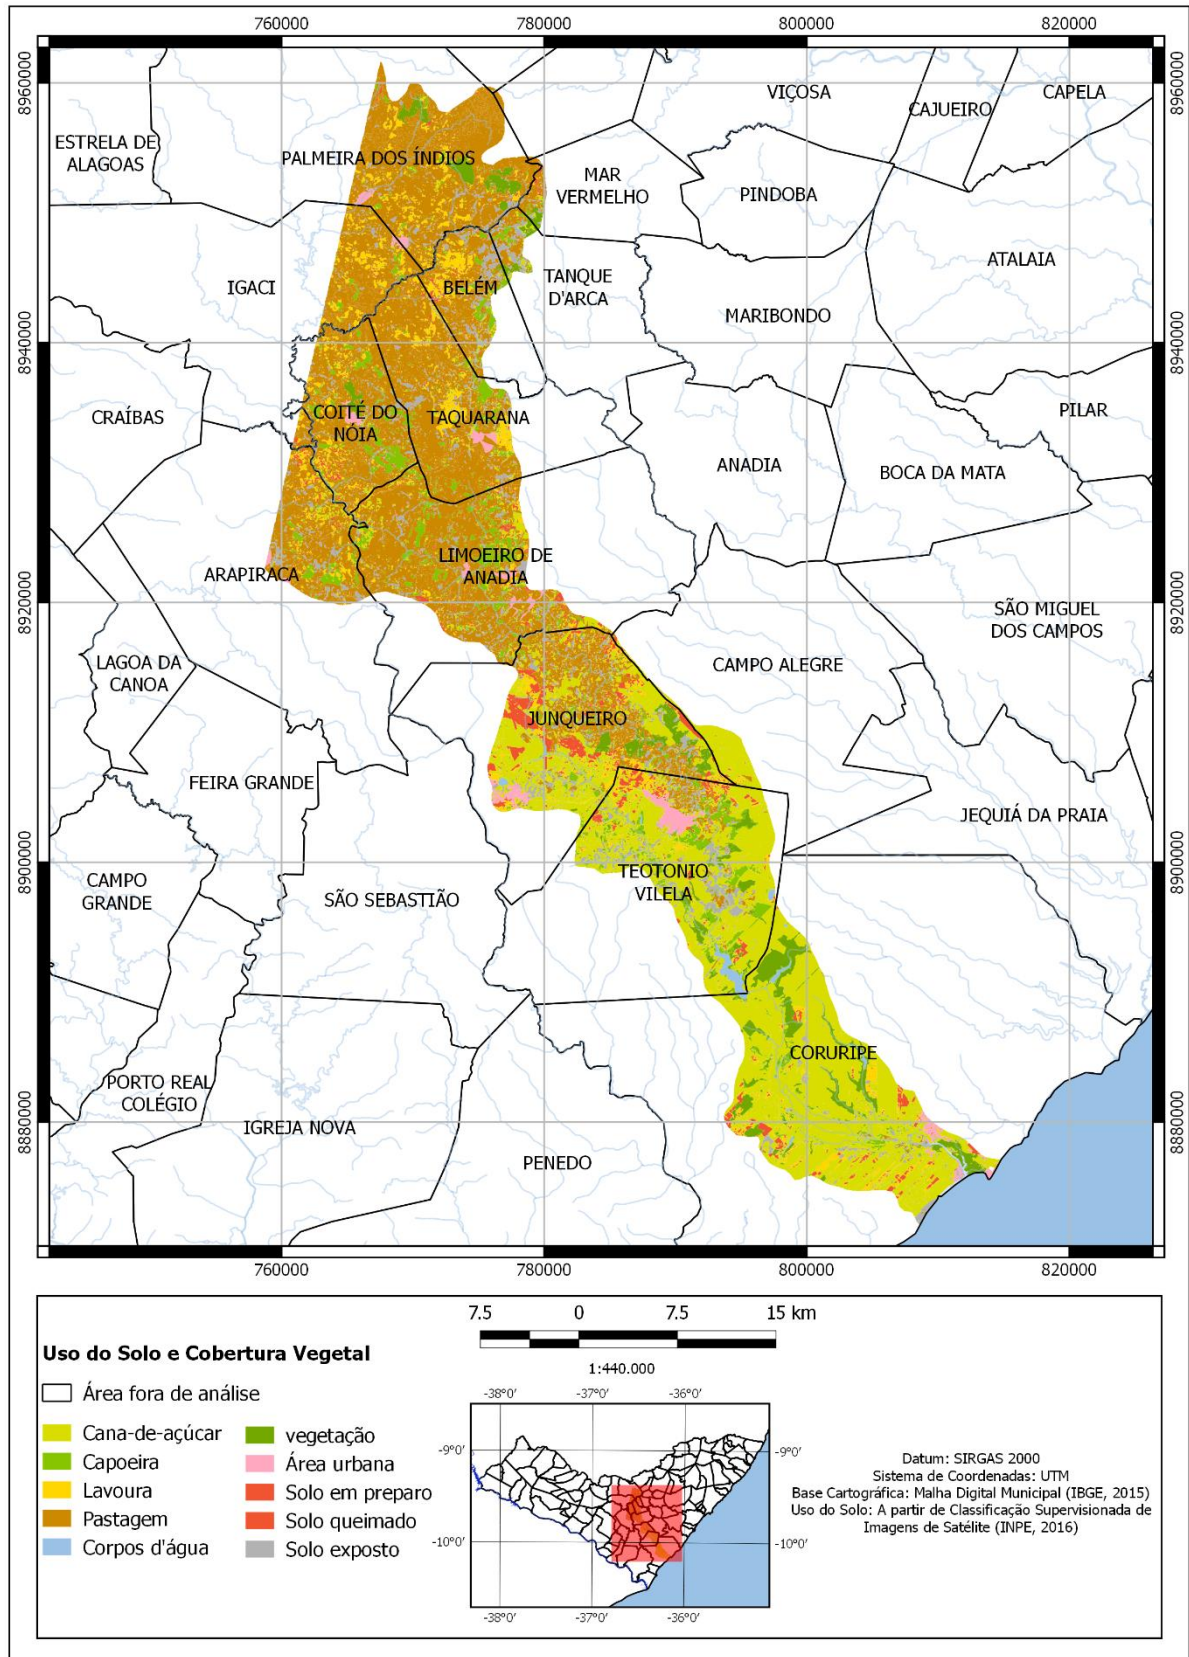 760000
780000
800000
820000
8960000
8960000
VIÇOSA
CAJUEIRO
CAPELA
ESTRELA DE
ALAGOAS
PALMEIRA DOS ÍNDIOS
MAR
VERMELHO
PINDOBA
IGACI
BELÉM
TANQUE
D'ARCA
ATALAIA
MARIBONDO
8940000
8940000
CRAÍBAS
COITÉ DO
NÓIA
TAQUARANA
PILAR
ANADIA
BOCA DA MATA
ARAPIRACA
LIMOEIRO DE
ANADIA
8920000
8920000
SÃO MIGUEL
DOS CAMPOS
LAGOA DA
CANOA
CAMPO ALEGRE
JUNQUEIRO
FEIRA GRANDE
JEQUIÁ DA PRAIA
8900000
8900000
CAMPO
GRANDE
SÃO SEBASTIÃO
TEOTONIO
VILELA
CORURIPE
PORTO REAL
COLÉGIO
8880000
8880000
IGREJA NOVA
PENEDO
760000
780000
800000
820000
7.5 0 7.5 15 km
1:440.000
Uso do Solo e Cobertura Vegetal
Área fora de análise
Cana-de-açúcar
Capoeira
Lavoura
Pastagem
Corpos d'água
vegetação
Área urbana
Solo em preparo
Solo queimado
Solo exposto
-38°0' -37°0' -36°0'
-9°0' -9°0'
-10°0' -10°0'
-38°0' -37°0' -36°0'
Datum: SIRGAS 2000
Sistema de Coordenadas: UTM
Base Cartográfica: Malha Digital Municipal (IBGE, 2015)
Uso do Solo: A partir de Classificação Supervisionada de
Imagens de Satélite (INPE, 2016)